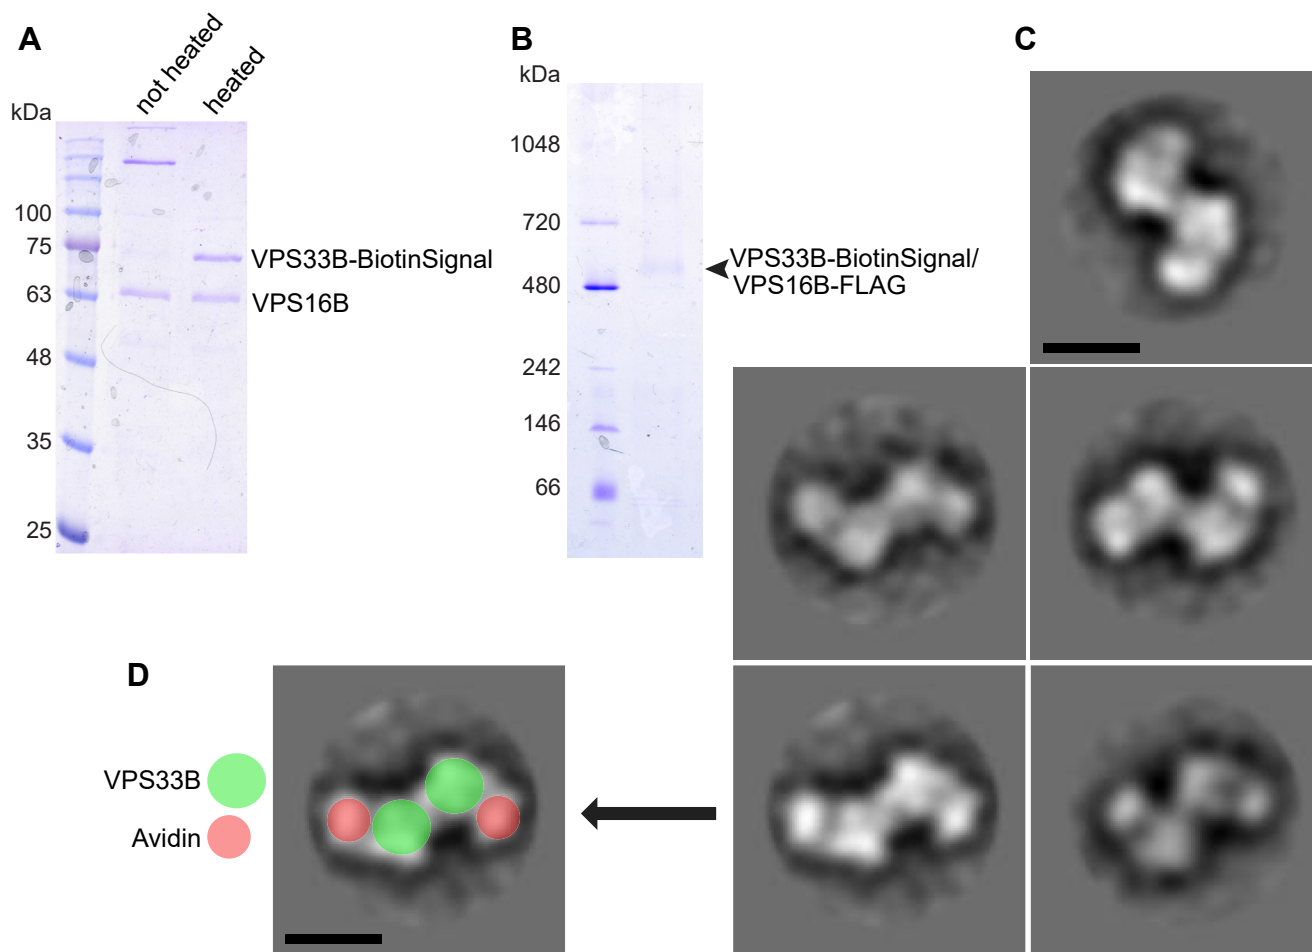 A
not heated
heated
kDa
100
75
63
48
35
25
VPS33B-BiotinSignal
VPS16B
B
kDa
1048
720
480
242
146
66
VPS33B-BiotinSignal/
VPS16B-FLAG
C
D
VPS33B
Avidin